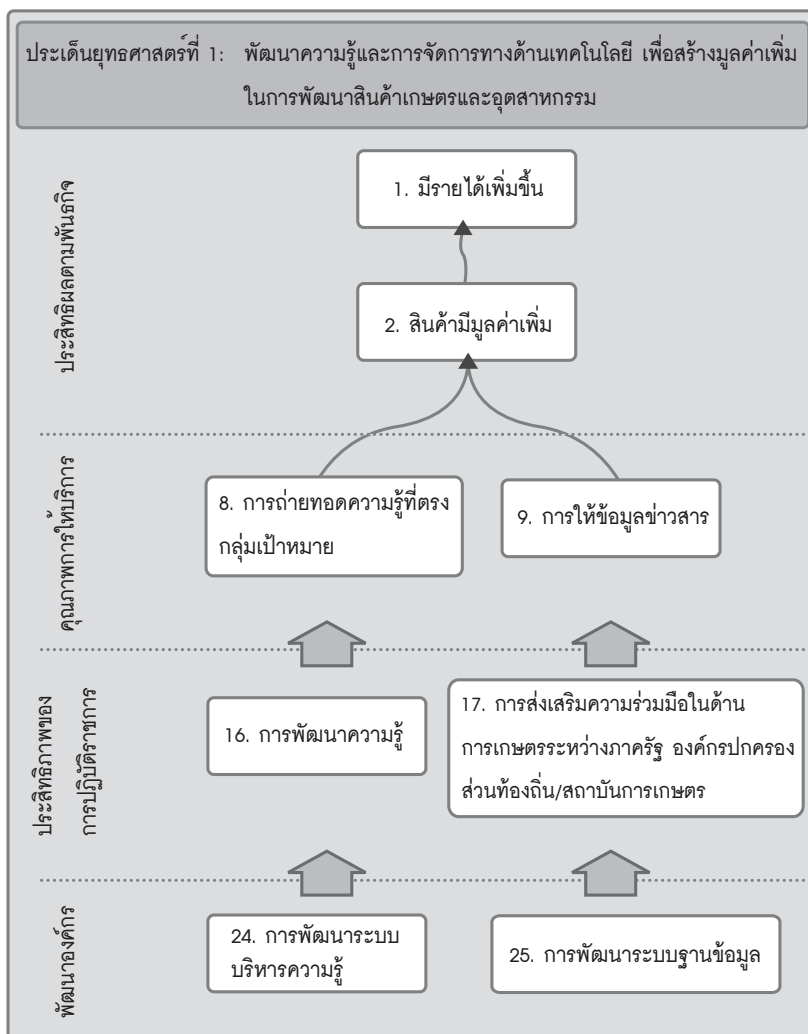 ประเด็นยุทธศาสตร์ที่ 1: พัฒนาความรู้และการจัดการทางด้านเทคโนโลยี เพื่อสร้างมูลค่าเพิ่ม
ในการพัฒนาสินค้าเกษตรและอุตสาหกรรม
ประสิทธิผลตามพันธกิจ
1. มีรายได้เพิ่มขึ้น
2. สินค้ามีมูลค่าเพิ่ม
คุณภาพการให้บริการ
8. การถ่ายทอดความรู้ที่ตรง
กลุ่มเป้าหมาย
9. การให้ข้อมูลข่าวสาร
ประสิทธิภาพของ
การปฏิบัติราชการ
16. การพัฒนาความรู้
17. การส่งเสริมความร่วมมือในด้าน
การเกษตรระหว่างภาครัฐ องค์กรปกครอง
ส่วนท้องถิ่น/สถาบันการเกษตร
พัฒนาองค์กร
24. การพัฒนาระบบ
บริหารความรู้
25. การพัฒนาระบบฐานข้อมูล